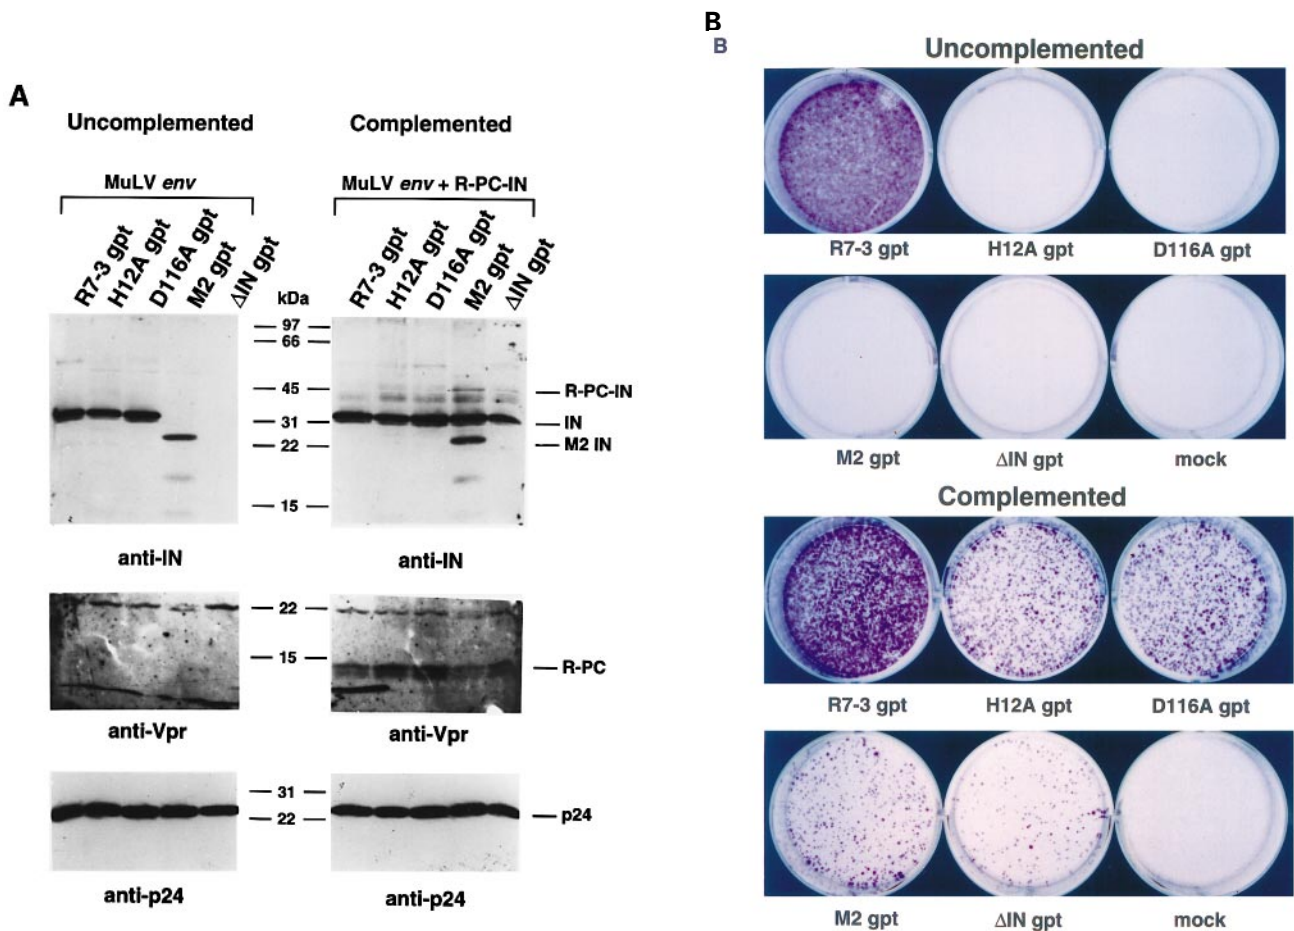 A
Uncomplemented
Complemented
MuLV env
MuLV env + R-PC-IN
R7-3 gpt
H12A gpt
D116A gpt
M2 gpt
ΔIN gpt
kDa
R7-3 gpt
H12A gpt
D116A gpt
M2 gpt
ΔIN gpt
97
66
45
31
22
15
R-PC-IN
IN
M2 IN
anti-IN
anti-IN
22
15
R-PC
anti-Vpr
anti-Vpr
31
22
p24
anti-p24
anti-p24
B
B
Uncomplemented
R7-3 gpt
H12A gpt
D116A gpt
M2 gpt
ΔIN gpt
mock
Complemented
R7-3 gpt
H12A gpt
D116A gpt
M2 gpt
ΔIN gpt
mock